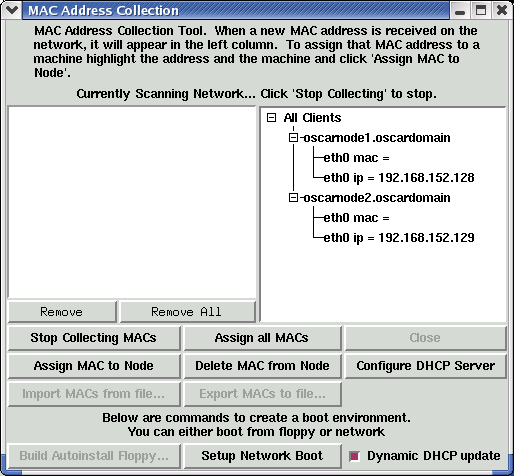 MAC Address Collection
MAC Address Collection Tool. When a new MAC address is received on the
network, it will appear in the left column. To assign that MAC address to a
machine highlight the address and the machine and click 'Assign MAC to
Node'.
Currently Scanning Network... Click 'Stop Collecting' to stop.
All Clients
oscarnode1.oscardomain
eth0 mac =
eth0 ip = 192.168.152.128
oscarnode2.oscardomain
eth0 mac =
eth0 ip = 192.168.152.129
Remove Remove All
Stop Collecting MACs Assign all MACs Close
Assign MAC to Node Delete MAC from Node Configure DHCP Server
Import MACs from file... Export MACs to file...
Below are commands to create a boot environment.
You can either boot from floppy or network
Build Autoinstall Floppy... Setup Network Boot Dynamic DHCP update